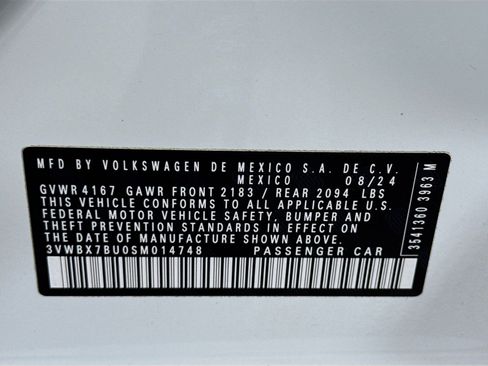 MFD BY VOLKSWAGEN DE MEXICO S.A. DE C.V.
MEXICO 08/24
GVWR 4167 GAWR FRONT 2183 / REAR 2094 LBS
THIS VEHICLE CONFORMS TO ALL APPLICABLE U.S.
FEDERAL MOTOR VEHICLE SAFETY, BUMPER AND
THEFT PREVENTION STANDARDS IN EFFECT ON
THE DATE OF MANUFACTURE SHOWN ABOVE.
3VWBX7BU0SM014748 PASSENGER CAR
3541360 3963 M